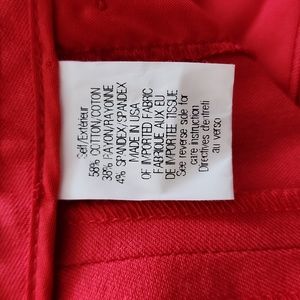 Self/Extérieur
58% COTTON/COTON
38% RAYON/RAYONNE
4% SPANDEX/SPANDEX
MADE IN USA
OF IMPORTED FABRIC
FABRIQUE AUX EU
DE IMPORTEE TISSUE
See reverse side for
care instruction
Directives d'entreti
au verso